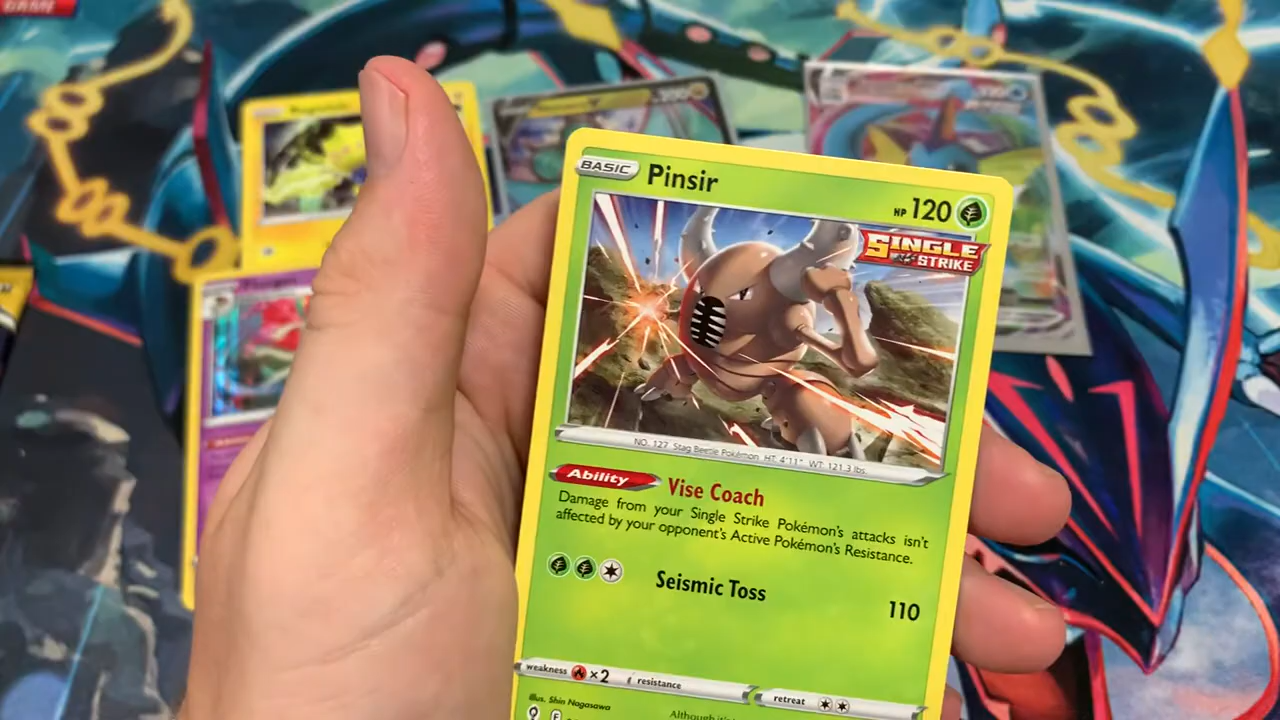 BASIC
Pinsir
HP 120
SINGLE
STRIKE
NO. 127 Stag Beetle Pokémon HT: 4'11" WT: 121.3 lbs.
Ability Vise Coach
Damage from your Single Strike Pokémon's attacks isn't
affected by your opponent's Active Pokémon's Resistance.
Seismic Toss
110
weakness ×2 resistance retreat
Illus. Shin Nagasawa
Although